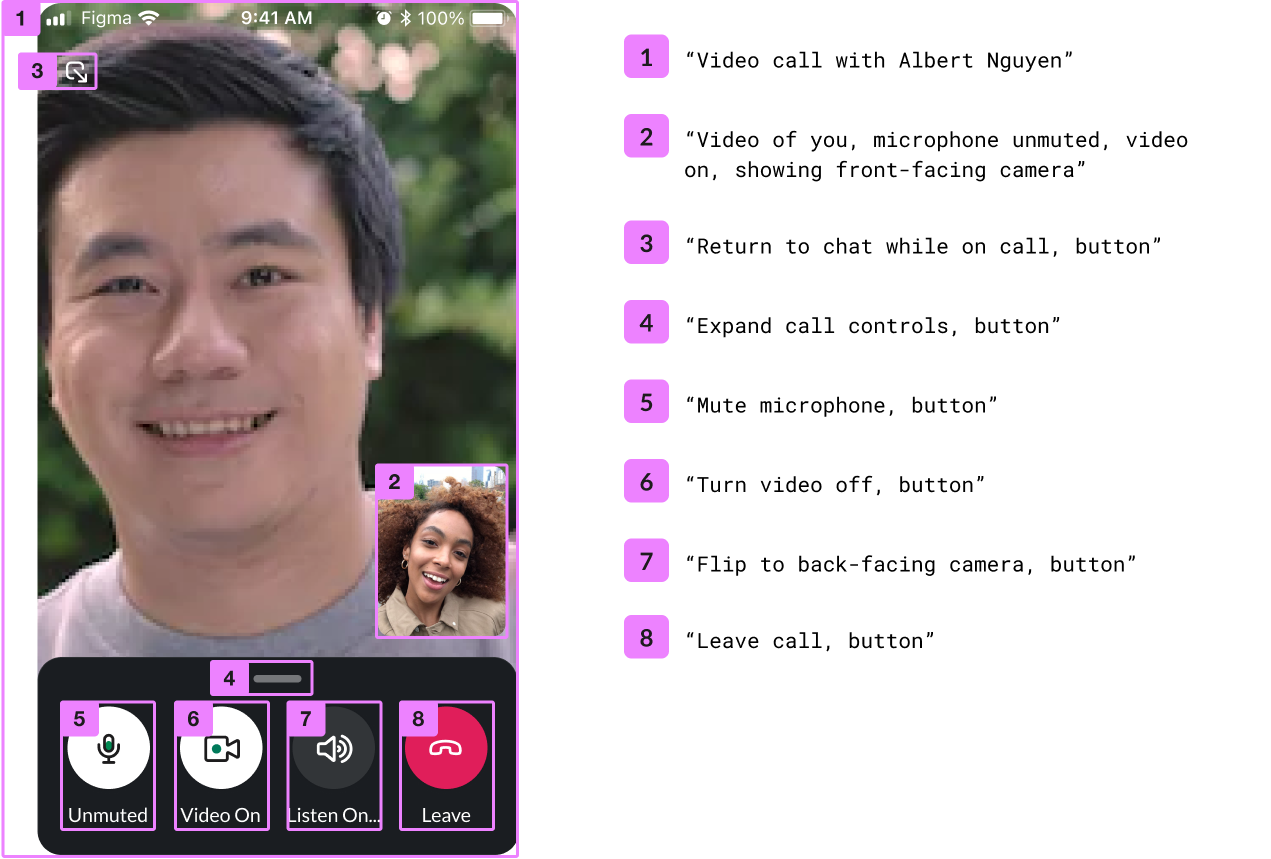 1
Figma
9:41 AM
100%
3
2
4
5
6
7
8
Unmuted
Video On
Listen On...
Leave
1 “Video call with Albert Nguyen”
2 “Video of you, microphone unmuted, video
on, showing front-facing camera”
3 “Return to chat while on call, button”
4 “Expand call controls, button”
5 “Mute microphone, button”
6 “Turn video off, button”
7 “Flip to back-facing camera, button”
8 “Leave call, button”